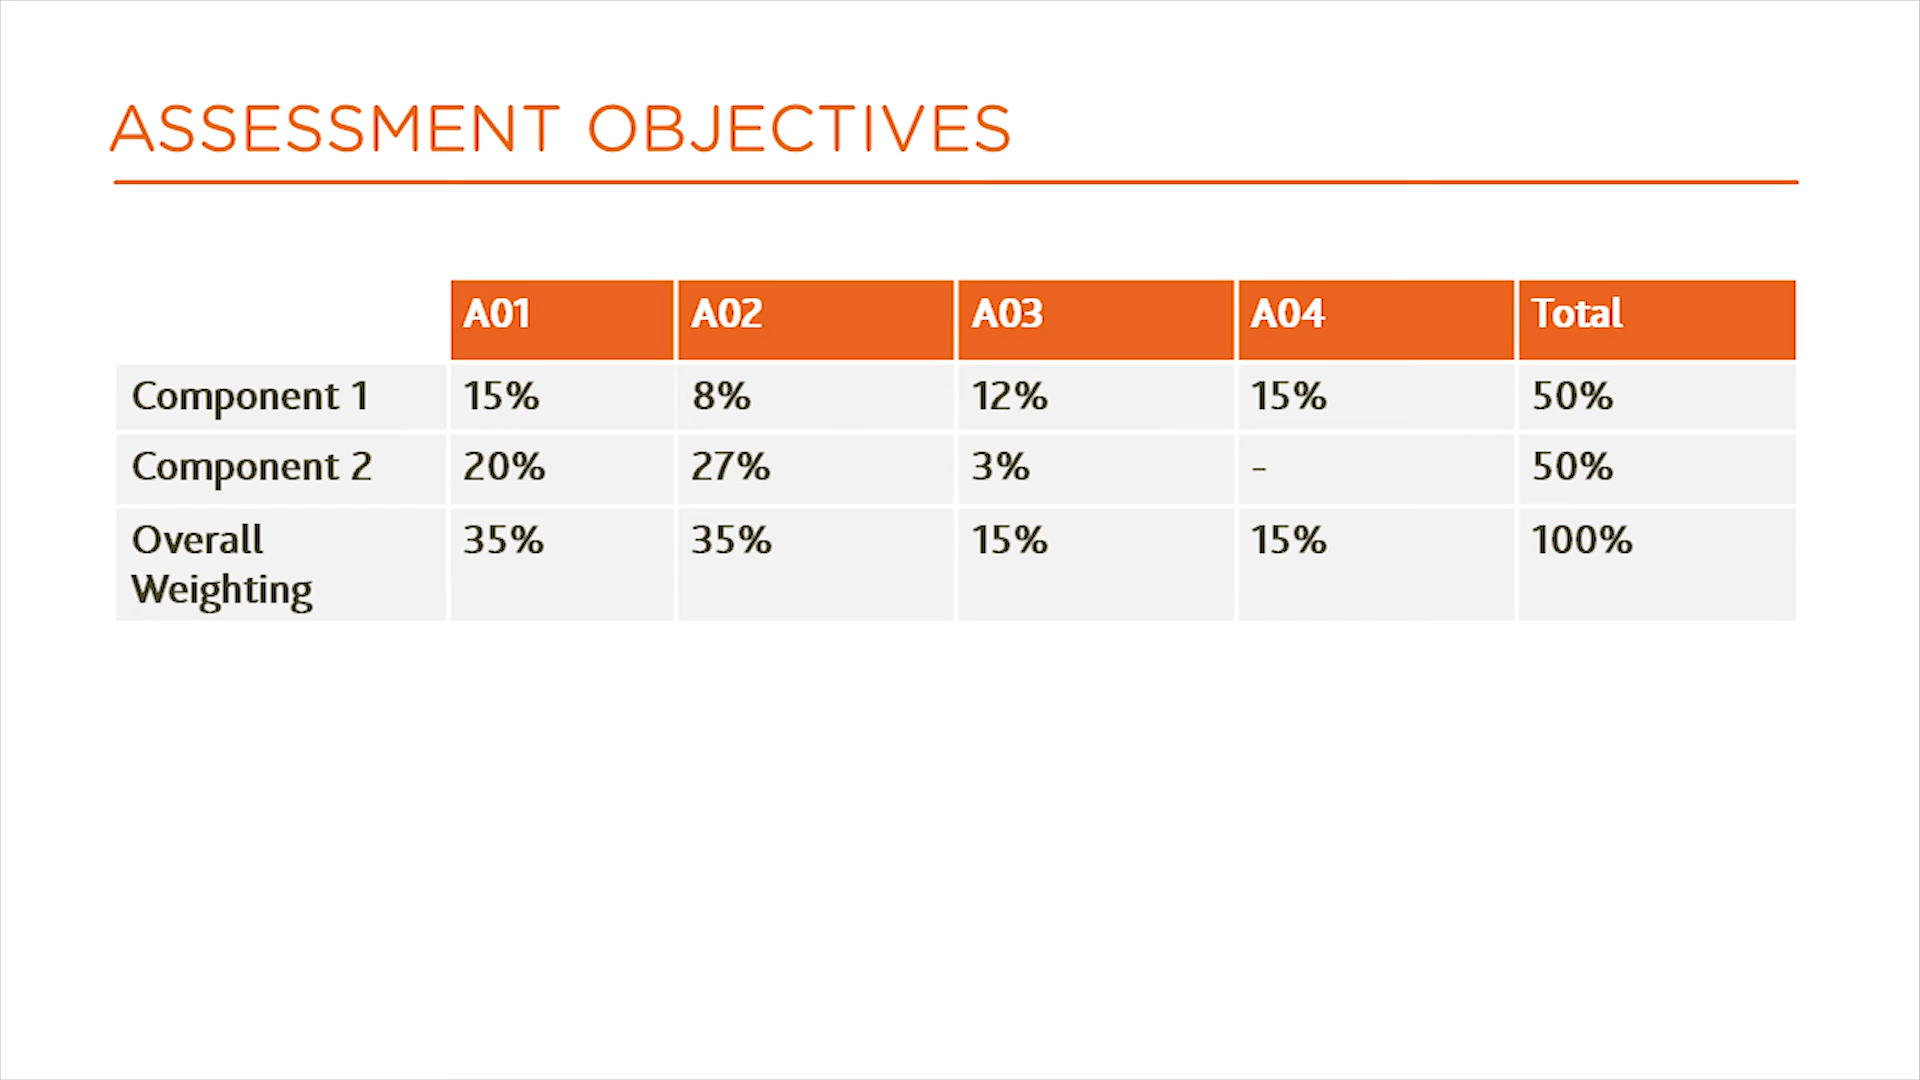 ASSESSMENT OBJECTIVES
A01 A02 A03 A04 Total
Component 1 15% 8% 12% 15% 50%
Component 2 20% 27% 3% - 50%
Overall 35% 35% 15% 15% 100%
Weighting